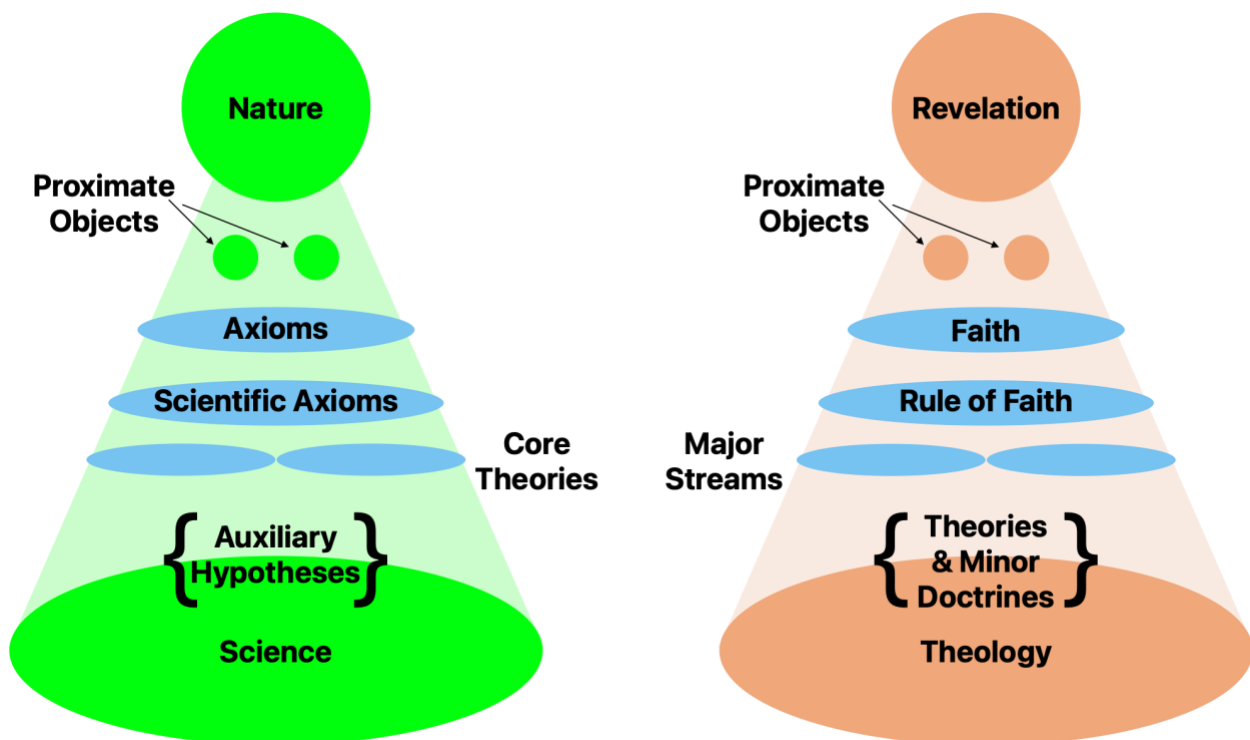 Nature
Proximate
Objects
Axioms
Scientific Axioms
Core
Theories
{ Auxiliary
Hypotheses }
Science
Revelation
Proximate
Objects
Faith
Rule of Faith
Major
Streams
{ Theories
& Minor
Doctrines }
Theology